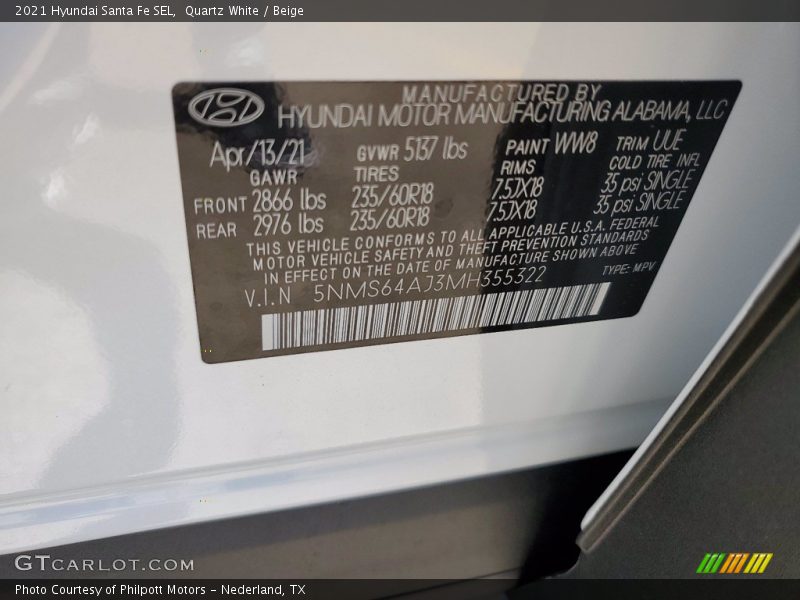 2021 Hyundai Santa Fe SEL,  Quartz White / Beige
MANUFACTURED BY
HYUNDAI MOTOR MANUFACTURING ALABAMA, LLC
Apr/13/21 GVWR 5137 lbs PAINT WW8 TRIM UUE
GAWR TIRES RIMS COLD TIRE INFL
FRONT 2866 lbs 235/60R18 7.5JX18 35 psi SINGLE
REAR 2976 lbs 235/60R18 7.5JX18 35 psi SINGLE
THIS VEHICLE CONFORMS TO ALL APPLICABLE U.S.A. FEDERAL
MOTOR VEHICLE SAFETY AND THEFT PREVENTION STANDARDS
IN EFFECT ON THE DATE OF MANUFACTURE SHOWN ABOVE
V.I.N 5NMS64AJ3MH355322 TYPE: MPV
GTCARLOT.COM
Photo Courtesy of Philpott Motors - Nederland, TX